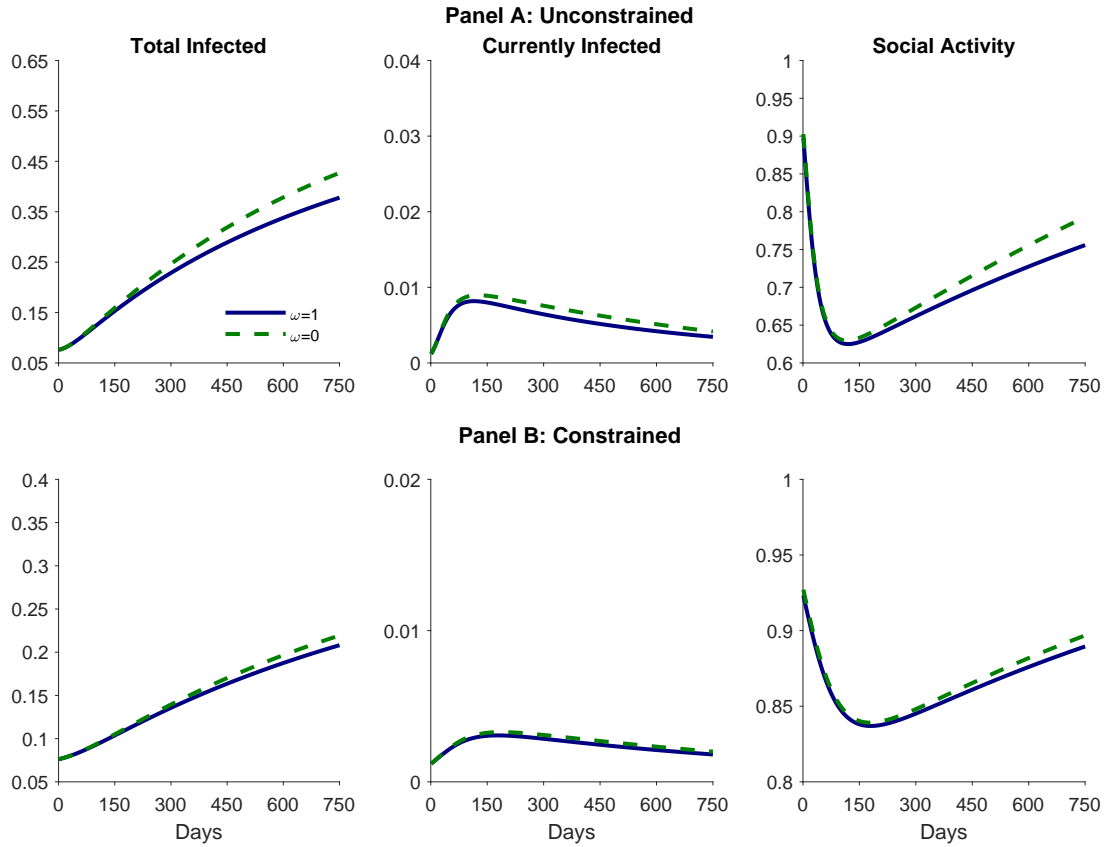 Panel A: Unconstrained
Total Infected
Currently Infected
Social Activity
0.65
0.55
0.45
0.35
0.25
0.15
0.05
0 150 300 450 600 750
ω=1
ω=0
0.04
0.03
0.02
0.01
0
0 150 300 450 600 750
1
0.95
0.9
0.85
0.8
0.75
0.7
0.65
0.6
0 150 300 450 600 750
Panel B: Constrained
0.4
0.35
0.3
0.25
0.2
0.15
0.1
0.05
0 150 300 450 600 750
Days
0.02
0.01
0
0 150 300 450 600 750
Days
1
0.95
0.9
0.85
0.8
0 150 300 450 600 750
Days